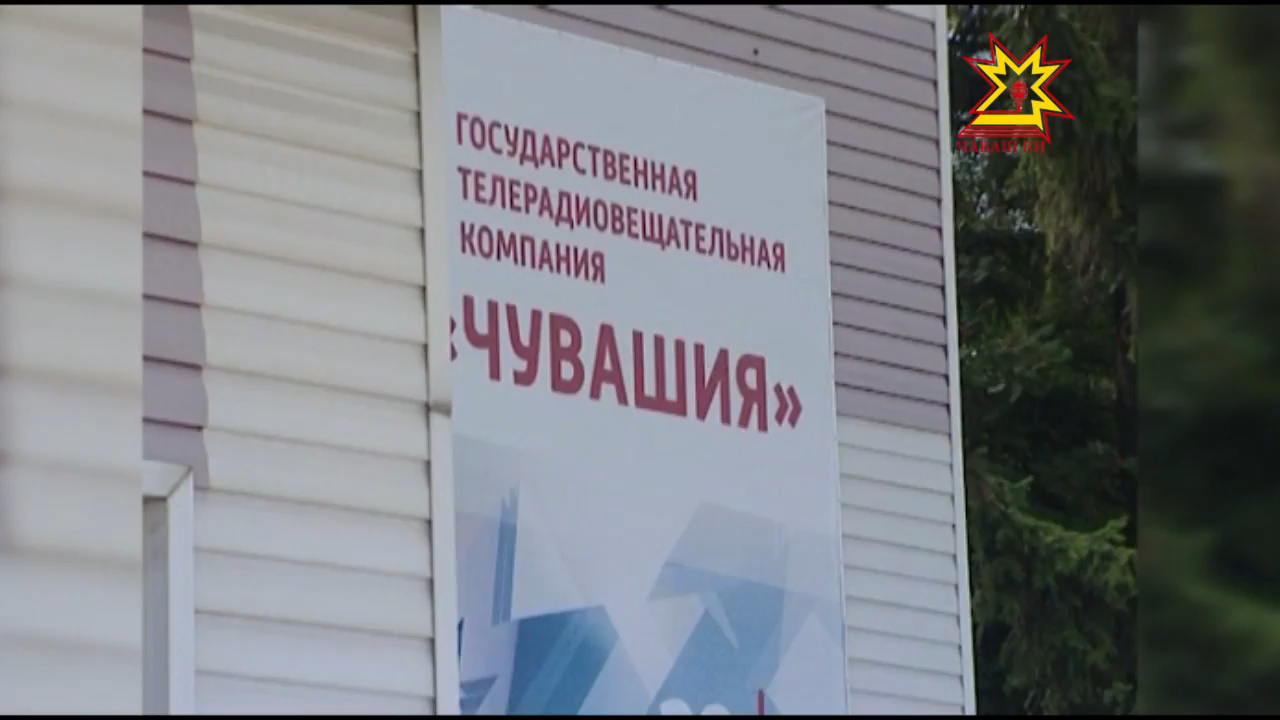 ГОСУДАРСТВЕННАЯ
ТЕЛЕРАДИОВЕЩАТЕЛЬНАЯ
КОМПАНИЯ
«ЧУВАШИЯ»